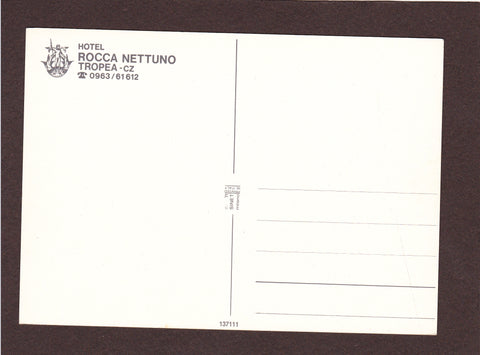 HOTEL
ROCCA NETTUNO
TROPEA - CZ
☎ 0963/61612
137111